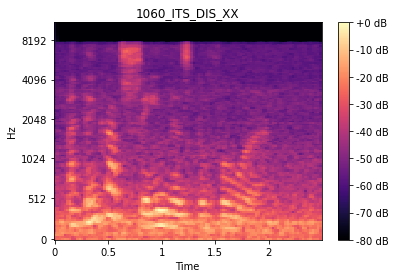 1060_ITS_DIS_XX
+0 dB
8192
-10 dB
4096
-20 dB
-30 dB
2048
Hz
-40 dB
1024
-50 dB
512
-60 dB
-70 dB
0
-80 dB
0
0.5
1
1.5
2
Time